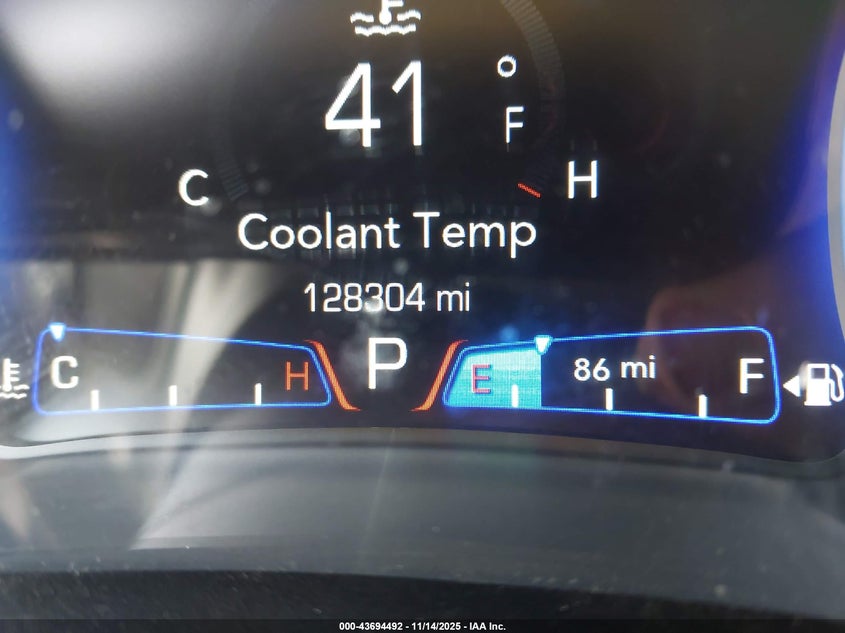 41 °F
C H
Coolant Temp
128304 mi
C H P E 86 mi F
000-43694492 - 11/14/2025 - IAA Inc.